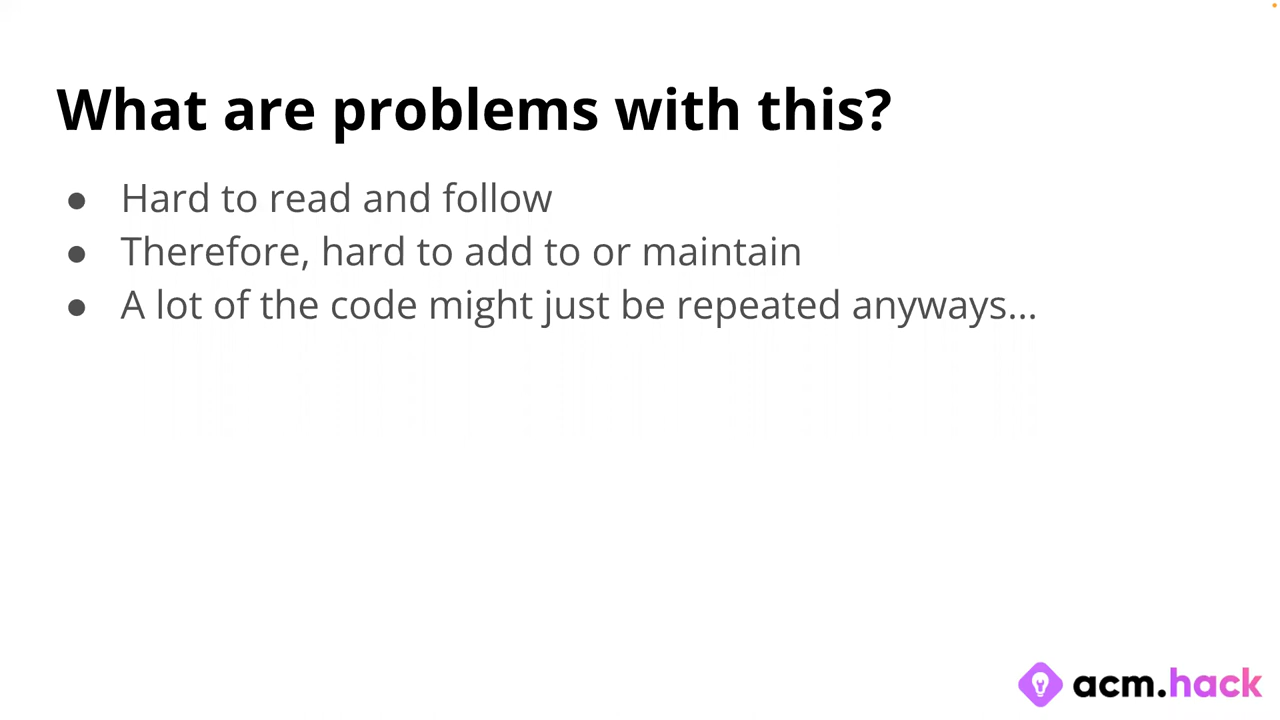 What are problems with this?
● Hard to read and follow
● Therefore, hard to add to or maintain
● A lot of the code might just be repeated anyways...
acm.hack